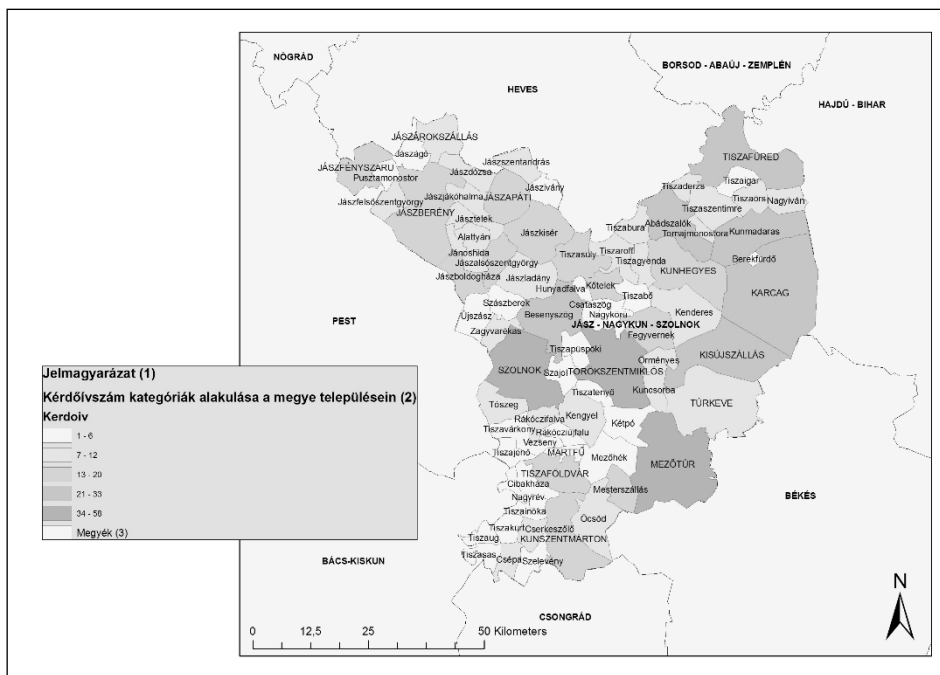 NÓGRÁD
BORSOD - ABAÚJ - ZEMPLÉN
HEVES
HAJDÚ - BIHAR
JÁSZÁROKSZÁLLÁS
Jászágó
Jászszentandrás
TISZAFÜRED
JÁSZFÉNYSZARU
Jászdózsa
Pusztamonostor
Tiszaigar
Jászivány
Tiszaderzs
Jászjákóhalma
JÁSZAPÁTI
Tiszaörs
Nagyiván
Jászfelsőszentgyörgy
Tiszaszentimre
JÁSZBERÉNY
Jásztelek
Tiszabura
Abádszalók
Jászkisér
Tomajmonostora
Kunmadaras
Alattyán
Jánoshida
Tiszasüly
Tiszaroff
Berekfürdő
Jászalsószentgyörgy
Tiszagyenda
KUNHEGYES
Jászboldogháza
Jászladány
Hunyadfalva
Kőtelek
KARCAG
Tiszabő
Szászberek
Csataszög
Újszász
Besenyszög
Nagykörű
Kenderes
PEST
JÁSZ - NAGYKUN - SZOLNOK
Zagyvarékas
Fegyvernek
Tiszapüspöki
KISÚJSZÁLLÁS
Örményes
SZOLNOK
Szajol
TÖRÖKSZENTMIKLÓS
Kuncsorba
Tiszatenyő
TÚRKEVE
Tószeg
Rákóczifalva
Kengyel
Kétpó
Tiszavárkony
Rákócziújfalu
Vezseny
Tiszajenő
MARTFŰ
Mezőhék
MEZŐTÚR
TISZAFÖLDVÁR
Cibakháza
Mesterszállás
BÉKÉS
Nagyrév
Tiszainoka
Öcsöd
Tiszakürt
Cserkeszőlő
Tiszaug
KUNSZENTMÁRTON
Tiszasas
Csépa
Szelevény
BÁCS-KISKUN
CSONGRÁD
Jelmagyarázat (1)
Kérdőívszám kategóriák alakulása a megye településein (2)
Kerdoiv
1 - 6
7 - 12
13 - 20
21 - 33
34 - 58
Megyék (3)
0 12,5 25 50 Kilometers
N